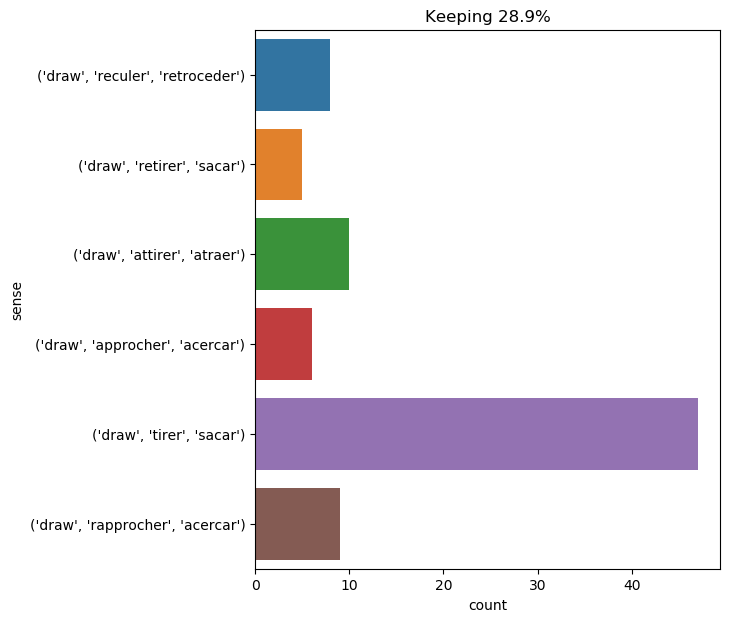 Keeping 28.9%
('draw', 'reculer', 'retroceder')
('draw', 'retirer', 'sacar')
('draw', 'attirer', 'atraer')
('draw', 'approcher', 'acercar')
('draw', 'tirer', 'sacar')
('draw', 'rapprocher', 'acercar')
sense
0 10 20 30 40
count